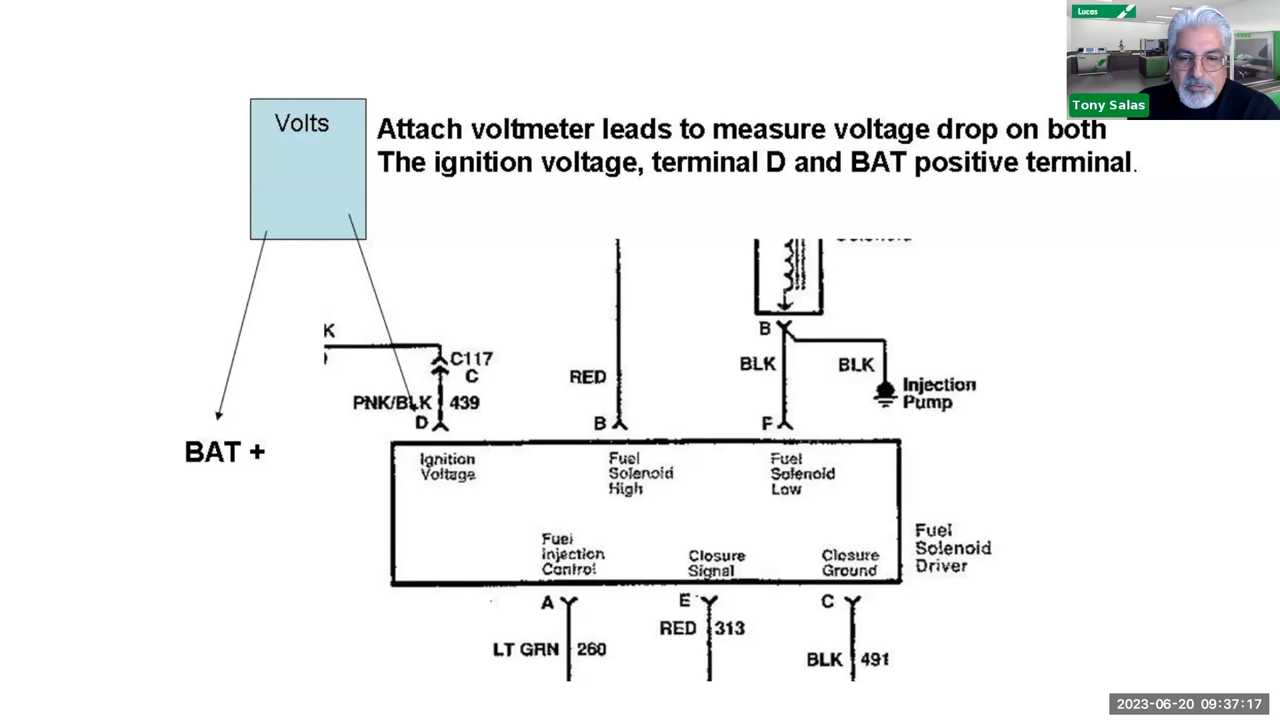 Lucas
Tony Salas
Volts
Attach voltmeter leads to measure voltage drop on both
The ignition voltage, terminal D and BAT positive terminal.
K
C117
C
PNK/BLK 439
D
BAT +
RED
B
B
BLK
BLK
F
Injection
Pump
Ignition
Voltage
Fuel
Solenoid
High
Fuel
Solenoid
Low
Fuel
Injection
Control
Closure
Signal
Closure
Ground
Fuel
Solenoid
Driver
A
LT GRN 260
E
RED 313
C
BLK 491
2023-06-20 09:37:17